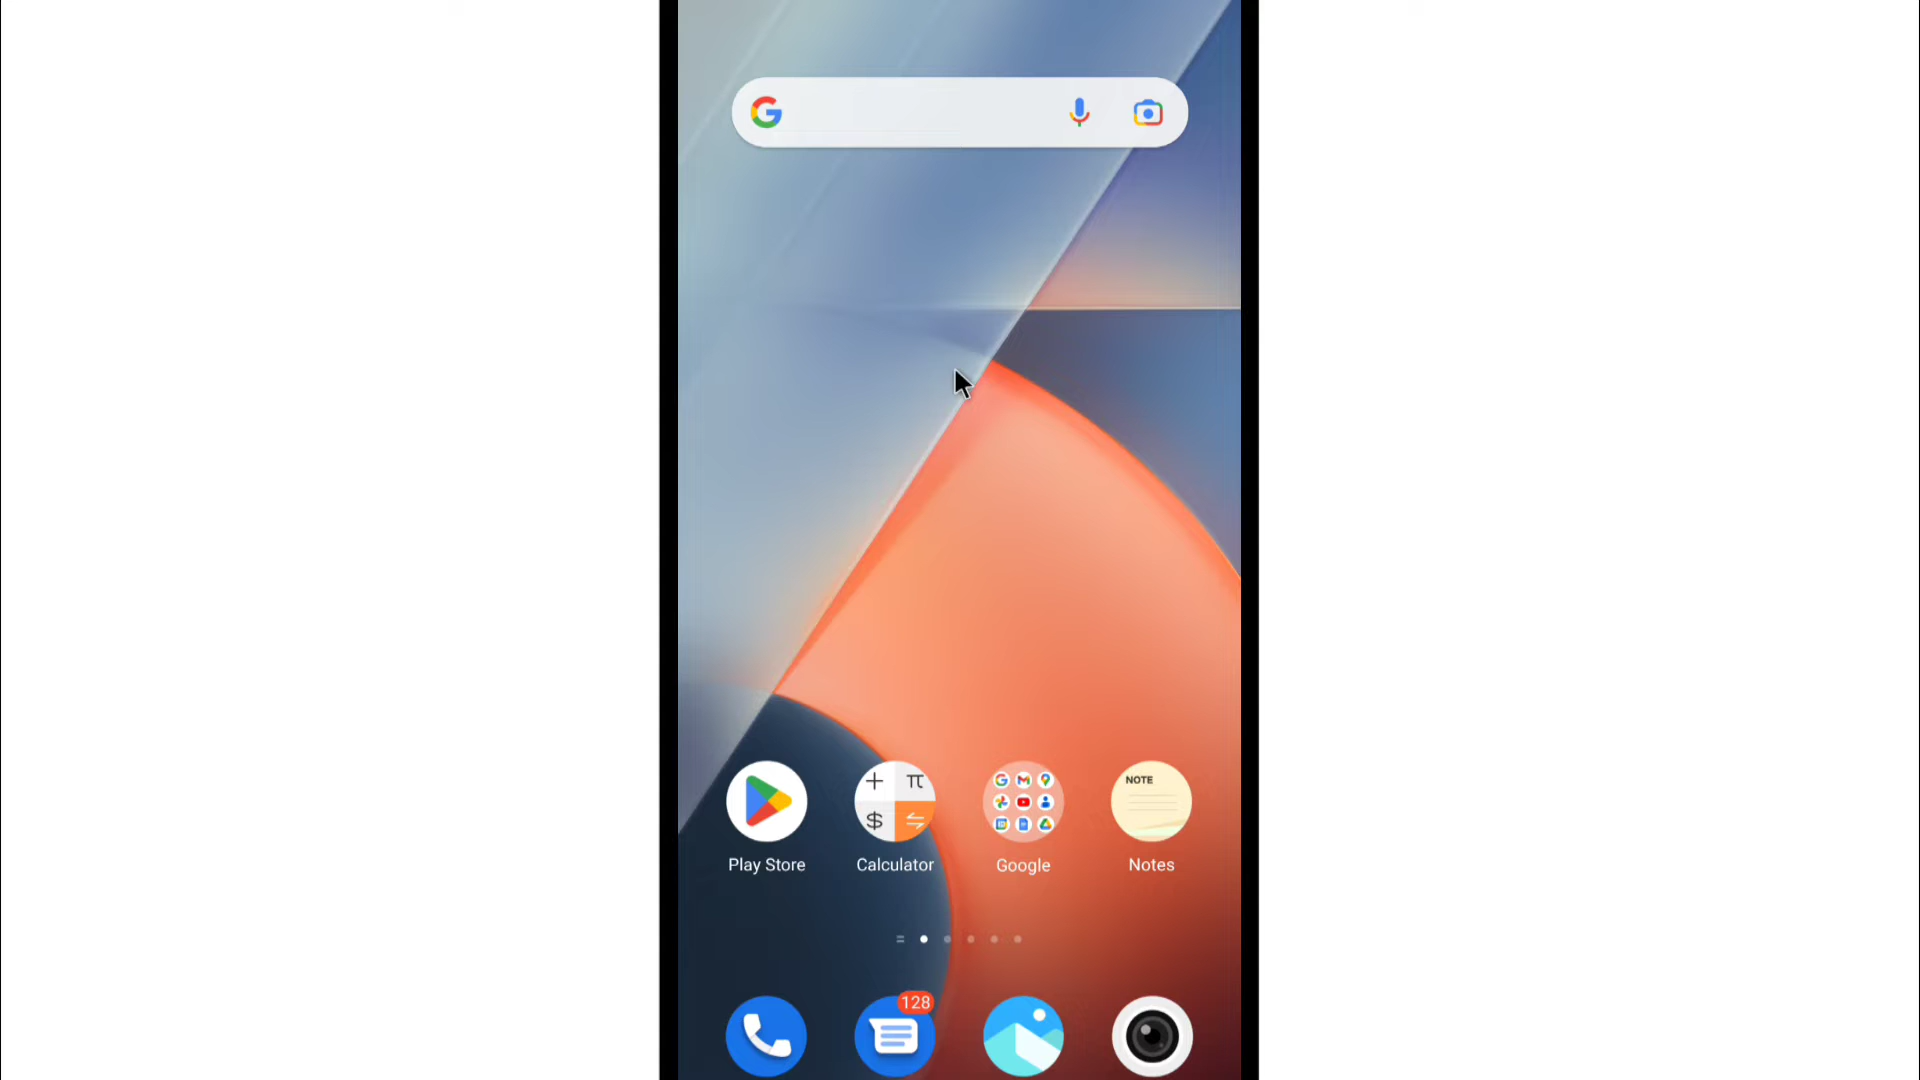 + π
$
NOTE
Play Store
Calculator
Google
Notes
128